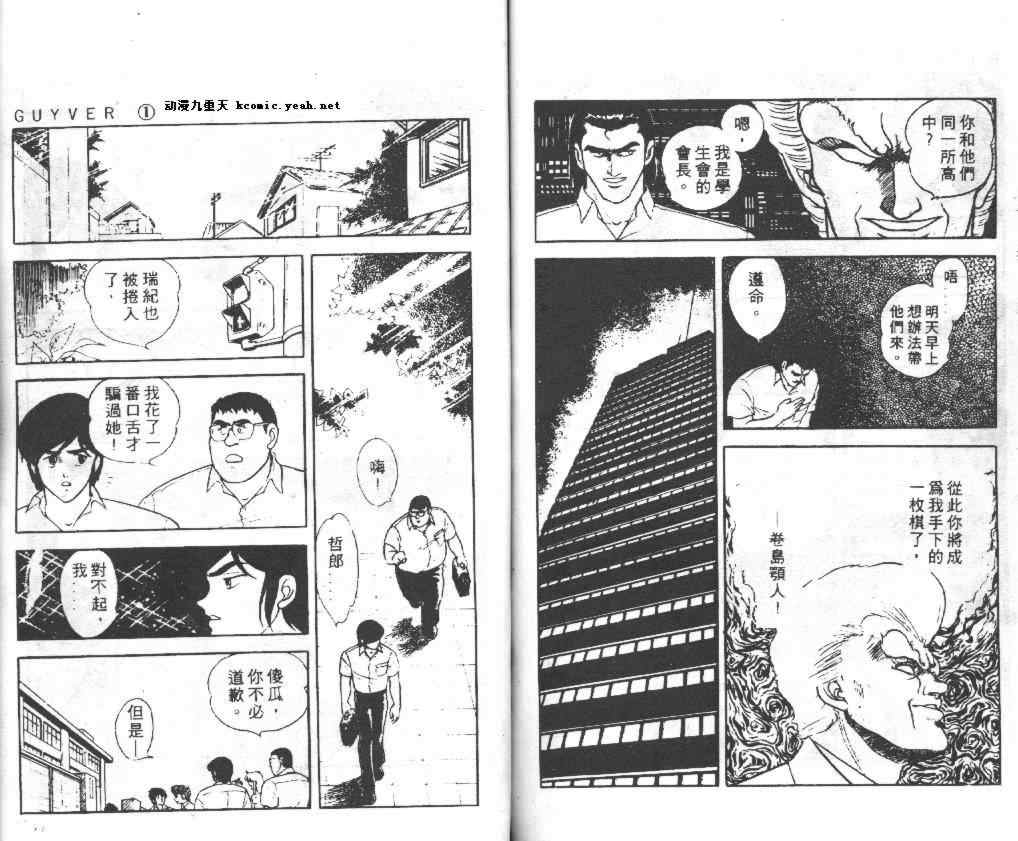 GUYVER ①
动漫九重天 kcomic.yeah.net
你和他們
同一所高
中？
嗯，
我是學
生會的
會長。
唔……
明天早上
想辦法帶
他們來。
遵命。
從此你將成
爲我手下的
一枚棋了，
—卷島顎人！
嗨！
哲郎……
瑞紀也
被捲入
了，
我花了一
番口舌才
騙過她！
對不起，
我……
傻瓜，
你不必
道歉。
但是—